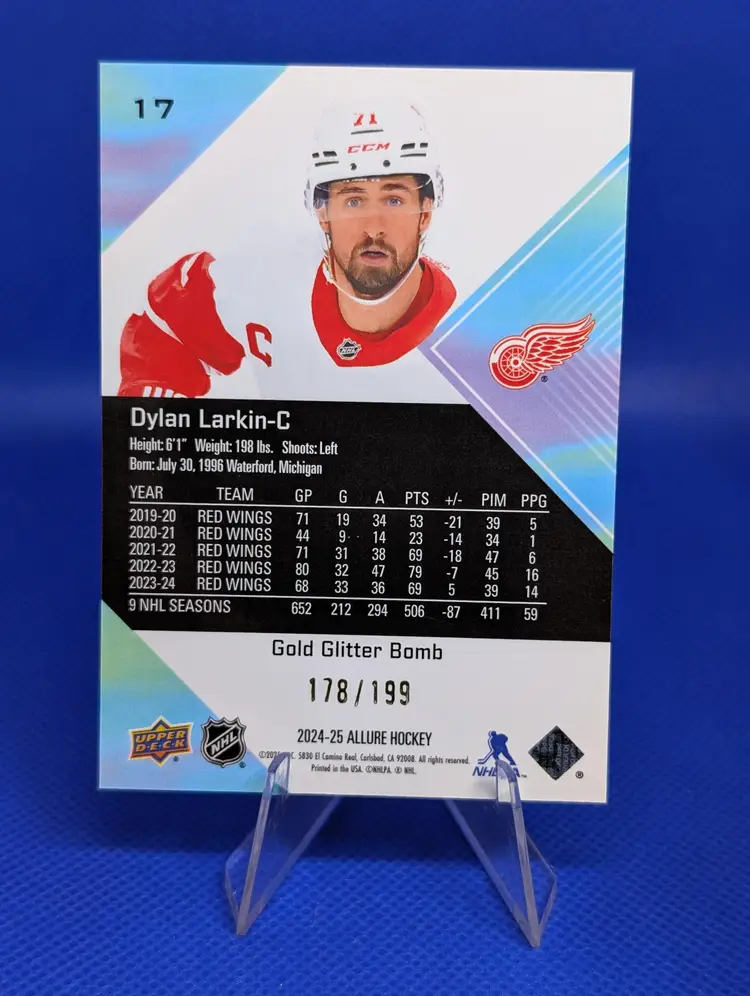 17
71
CCM
C
NHL
Dylan Larkin-C
Height: 6'1" Weight: 198 lbs. Shoots: Left
Born: July 30, 1996 Waterford, Michigan
YEAR TEAM GP G A PTS +/- PIM PPG
2019-20 RED WINGS 71 19 34 53 -21 39 5
2020-21 RED WINGS 44 9 14 23 -14 34 1
2021-22 RED WINGS 71 31 38 69 -18 47 6
2022-23 RED WINGS 80 32 47 79 -7 45 16
2023-24 RED WINGS 68 33 36 69 5 39 14
9 NHL SEASONS 652 212 294 506 -87 411 59
Gold Glitter Bomb
178/199
2024-25 ALLURE HOCKEY
UPPER DECK
NHL
5830 El Camino Real, Carlsbad, CA 92008. All rights reserved.
Printed in the USA. ©NHLPA. ® NHL.